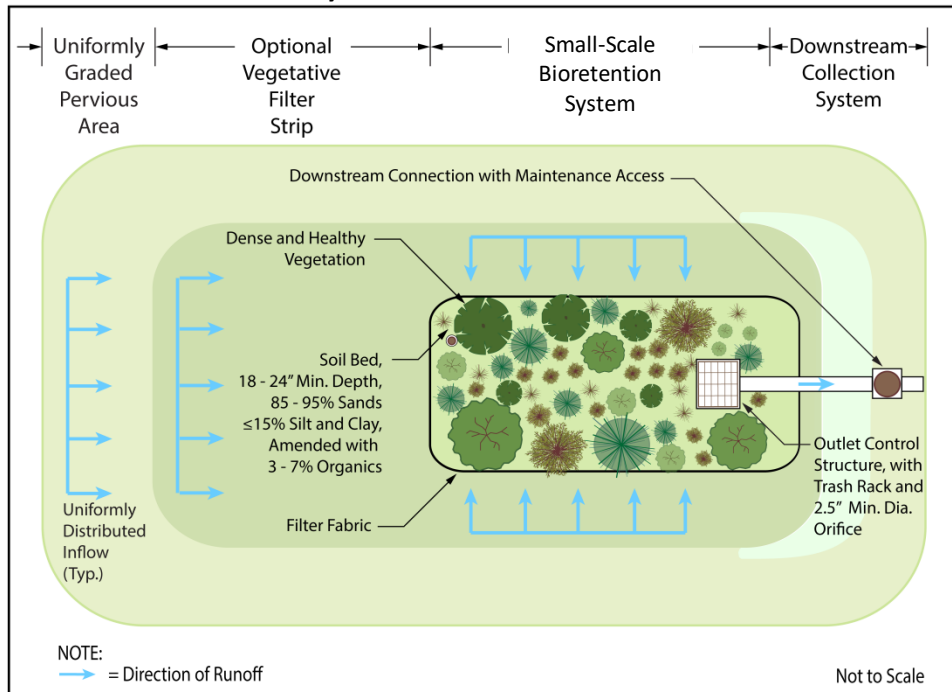 Uniformly
Graded
Pervious
Area
Optional
Vegetative
Filter
Strip
Small-Scale
Bioretention
System
Downstream
Collection
System
Downstream Connection with Maintenance Access
Dense and Healthy
Vegetation
Soil Bed,
18 - 24” Min. Depth,
85 - 95% Sands
≤15% Silt and Clay,
Amended with
3 - 7% Organics
Filter Fabric
Outlet Control
Structure, with
Trash Rack and
2.5” Min. Dia.
Orifice
Uniformly
Distributed
Inflow
(Typ.)
NOTE:
= Direction of Runoff
Not to Scale